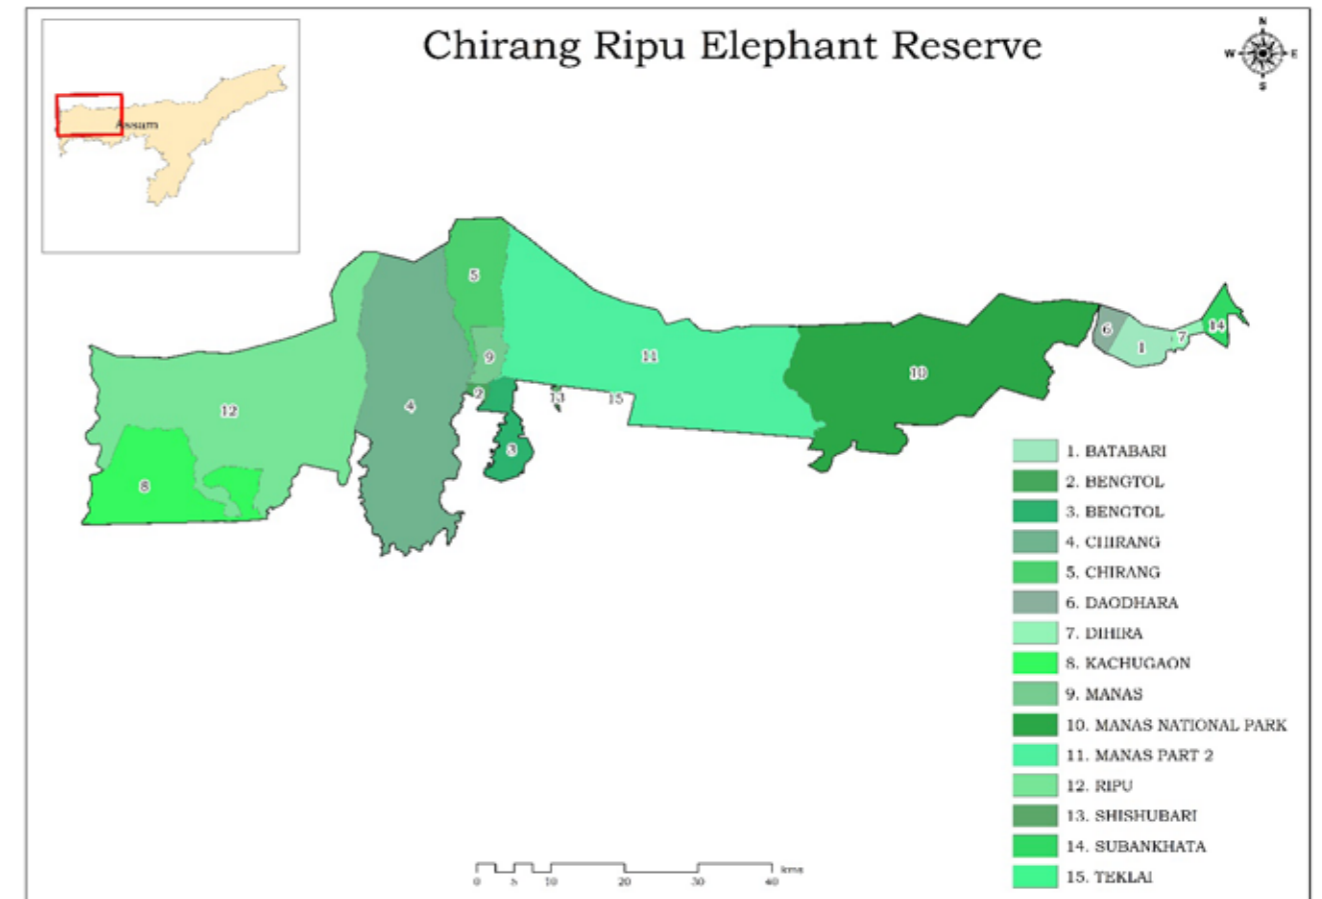 Chirang Ripu Elephant Reserve
N
W E
S
Assam
5
9
11
10
6
1
7
14
12
4
2
13
15
3
8
1. BATABARI
2. BENGTOL
3. BENGTOL
4. CHIRANG
5. CHIRANG
6. DAODHARA
7. DIHIRA
8. KACHUGAON
9. MANAS
10. MANAS NATIONAL PARK
11. MANAS PART 2
12. RIPU
13. SHISHUBARI
14. SUBANKHATA
15. TEKLAI
kms
0 5 10 20 30 40